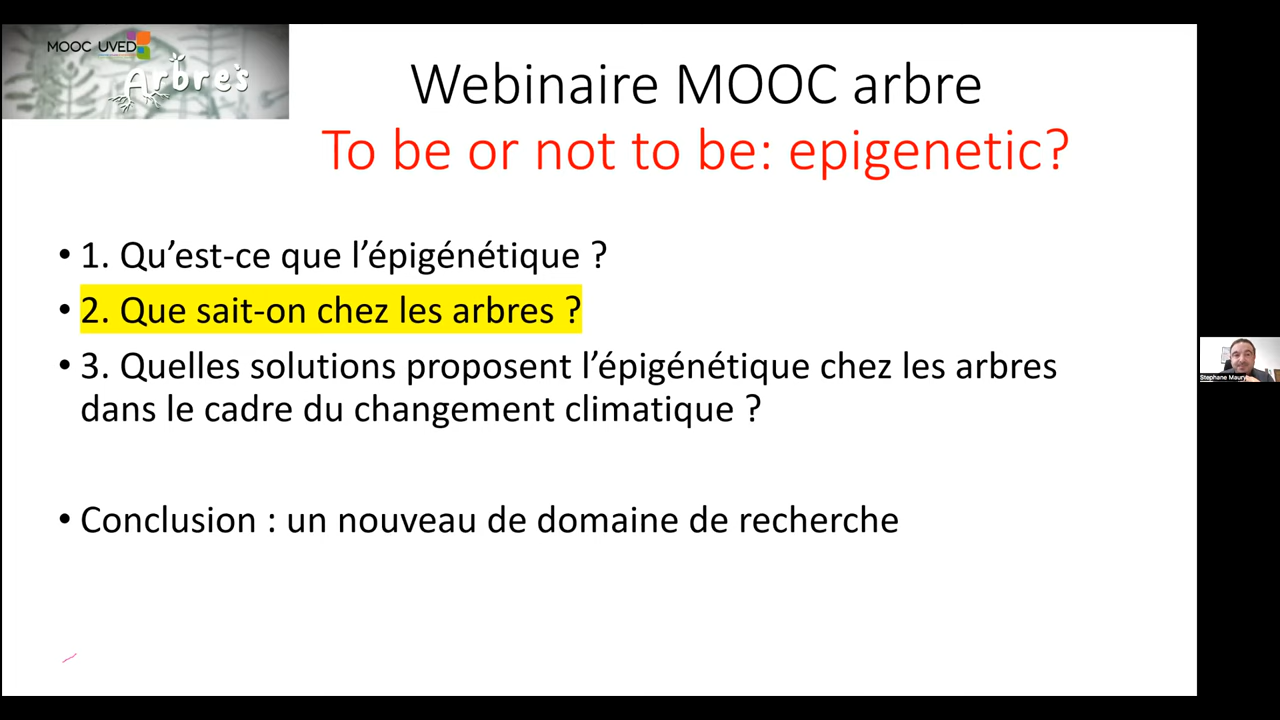 MOOC UVED
Arbres
Webinaire MOOC arbre
To be or not to be: epigenetic?
• 1. Qu’est-ce que l’épigénétique ?
• 2. Que sait-on chez les arbres ?
• 3. Quelles solutions proposent l’épigénétique chez les arbres
dans le cadre du changement climatique ?
• Conclusion : un nouveau de domaine de recherche
Stephane Maury